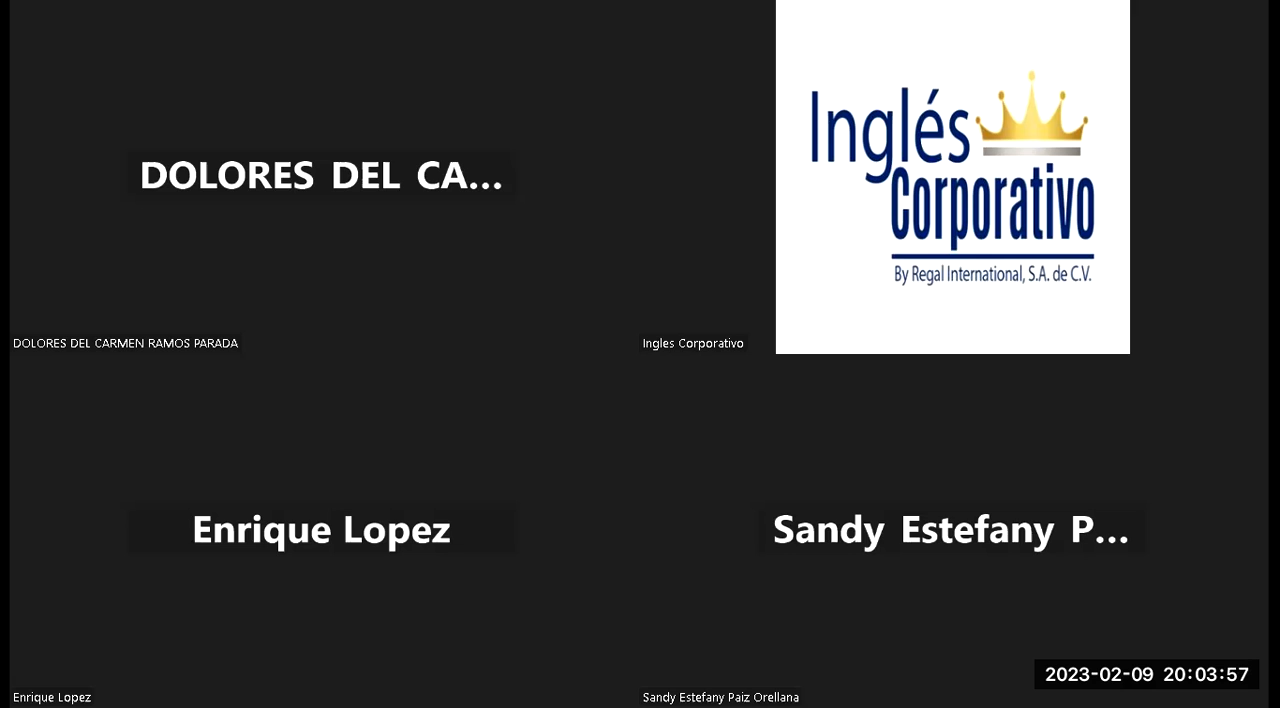 DOLORES DEL CA...
DOLORES DEL CARMEN RAMOS PARADA
Inglés
Corporativo
By Regal International, S.A. de C.V.
Ingles Corporativo
Enrique Lopez
Enrique Lopez
Sandy Estefany P...
Sandy Estefany Paiz Orellana
2023-02-09 20:03:57